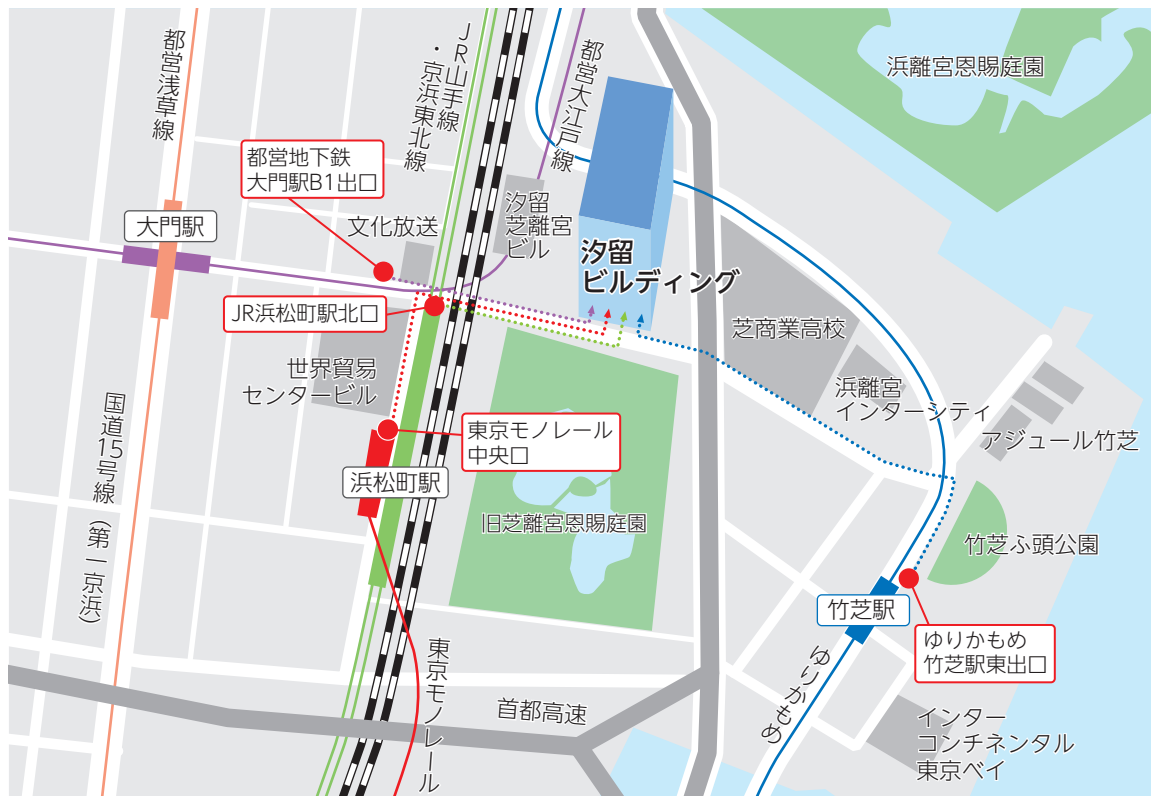 都営浅草線
JR山手線
・京浜東北線
都営大江戸線
浜離宮恩賜庭園
都営地下鉄
大門駅B1出口
大門駅
文化放送
汐留
芝離宮
ビル
汐留
ビルディング
JR浜松町駅北口
芝商業高校
世界貿易
センタービル
浜離宮
インターシティ
アジュール竹芝
国道15号線(第一京浜)
東京モノレール
中央口
浜松町駅
旧芝離宮恩賜庭園
竹芝ふ頭公園
竹芝駅
ゆりかもめ
竹芝駅東出口
東京モノレール
ゆりかもめ
首都高速
インター
コンチネンタル
東京ベイ